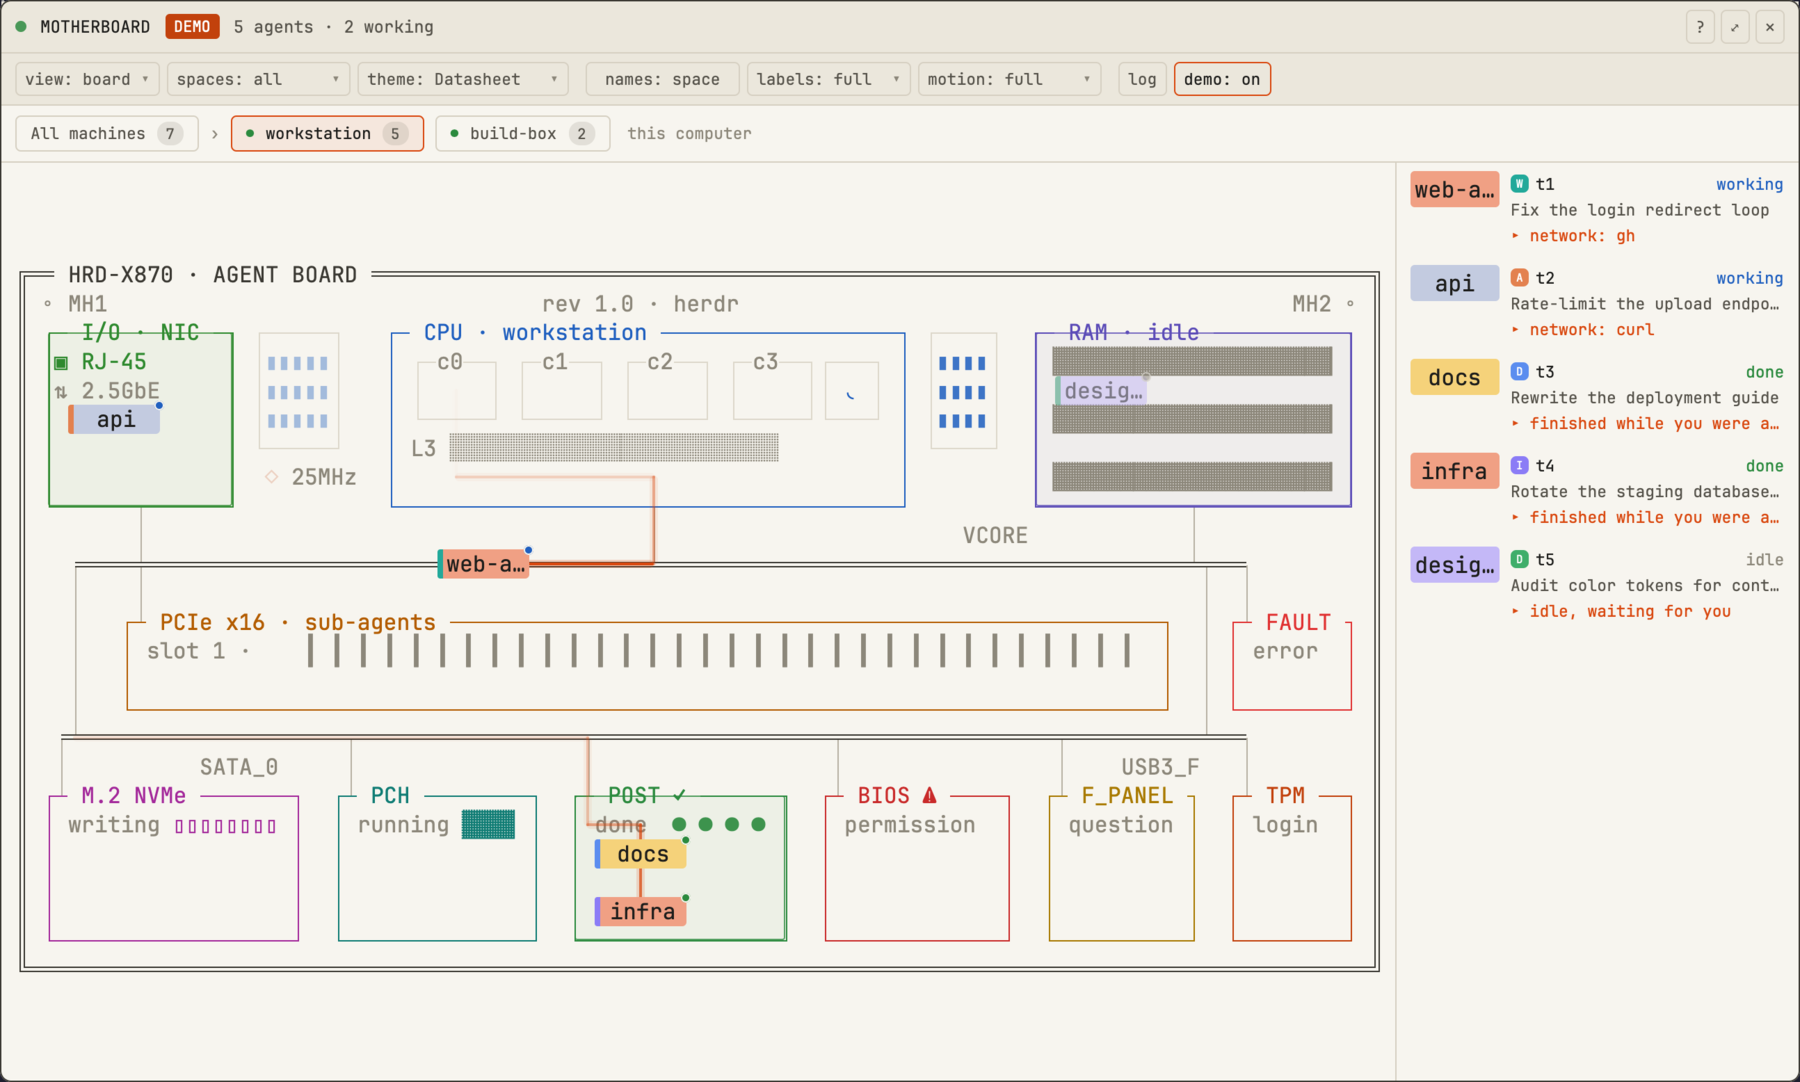 MOTHERBOARD DEMO 5 agents · 2 working ? ⤢ ×
view: board ▾ spaces: all ▾ theme: Datasheet ▾ names: space labels: full ▾ motion: full ▾ log demo: on
All machines 7 › workstation 5 build-box 2 this computer
HRD-X870 · AGENT BOARD
MH1 rev 1.0 · herdr MH2
I/O · NIC
RJ-45
⇅ 2.5GbE
api
25MHz
CPU · workstation
c0 c1 c2 c3
L3
RAM · idle
desig…
VCORE
web-a…
PCIe x16 · sub-agents
slot 1 ·
FAULT
error
SATA_0 USB3_F
M.2 NVMe
writing
PCH
running
POST ✓
done
docs
infra
BIOS
permission
F_PANEL
question
TPM
login
web-a… W t1 working
Fix the login redirect loop
▸ network: gh
api A t2 working
Rate-limit the upload endpo…
▸ network: curl
docs D t3 done
Rewrite the deployment guide
▸ finished while you were a…
infra I t4 done
Rotate the staging database…
▸ finished while you were a…
desig… D t5 idle
Audit color tokens for cont…
▸ idle, waiting for you